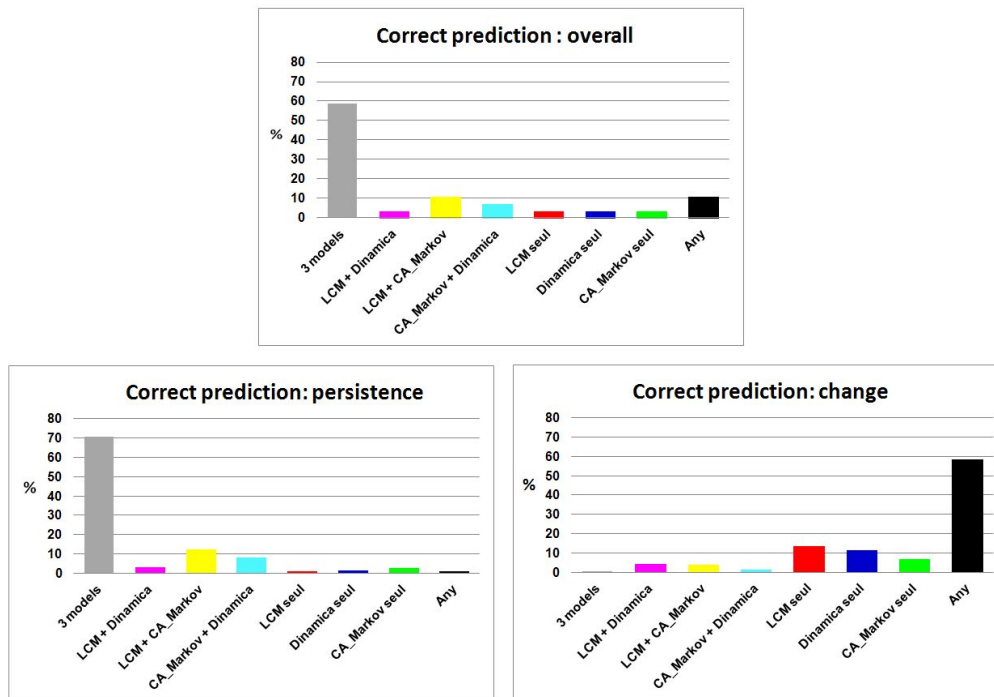 Correct prediction : overall
80
70
60
50
40
30
20
10
0
%
3 models
LCM + Dinamica
LCM + CA_Markov
CA_Markov + Dinamica
LCM seul
Dinamica seul
CA_Markov seul
Any
Correct prediction: persistence
80
70
60
50
40
30
20
10
0
%
3 models
LCM + Dinamica
LCM + CA_Markov
CA_Markov + Dinamica
LCM seul
Dinamica seul
CA_Markov seul
Any
Correct prediction: change
80
70
60
50
40
30
20
10
0
%
3 models
LCM + Dinamica
LCM + CA_Markov
CA_Markov + Dinamica
LCM seul
Dinamica seul
CA_Markov seul
Any